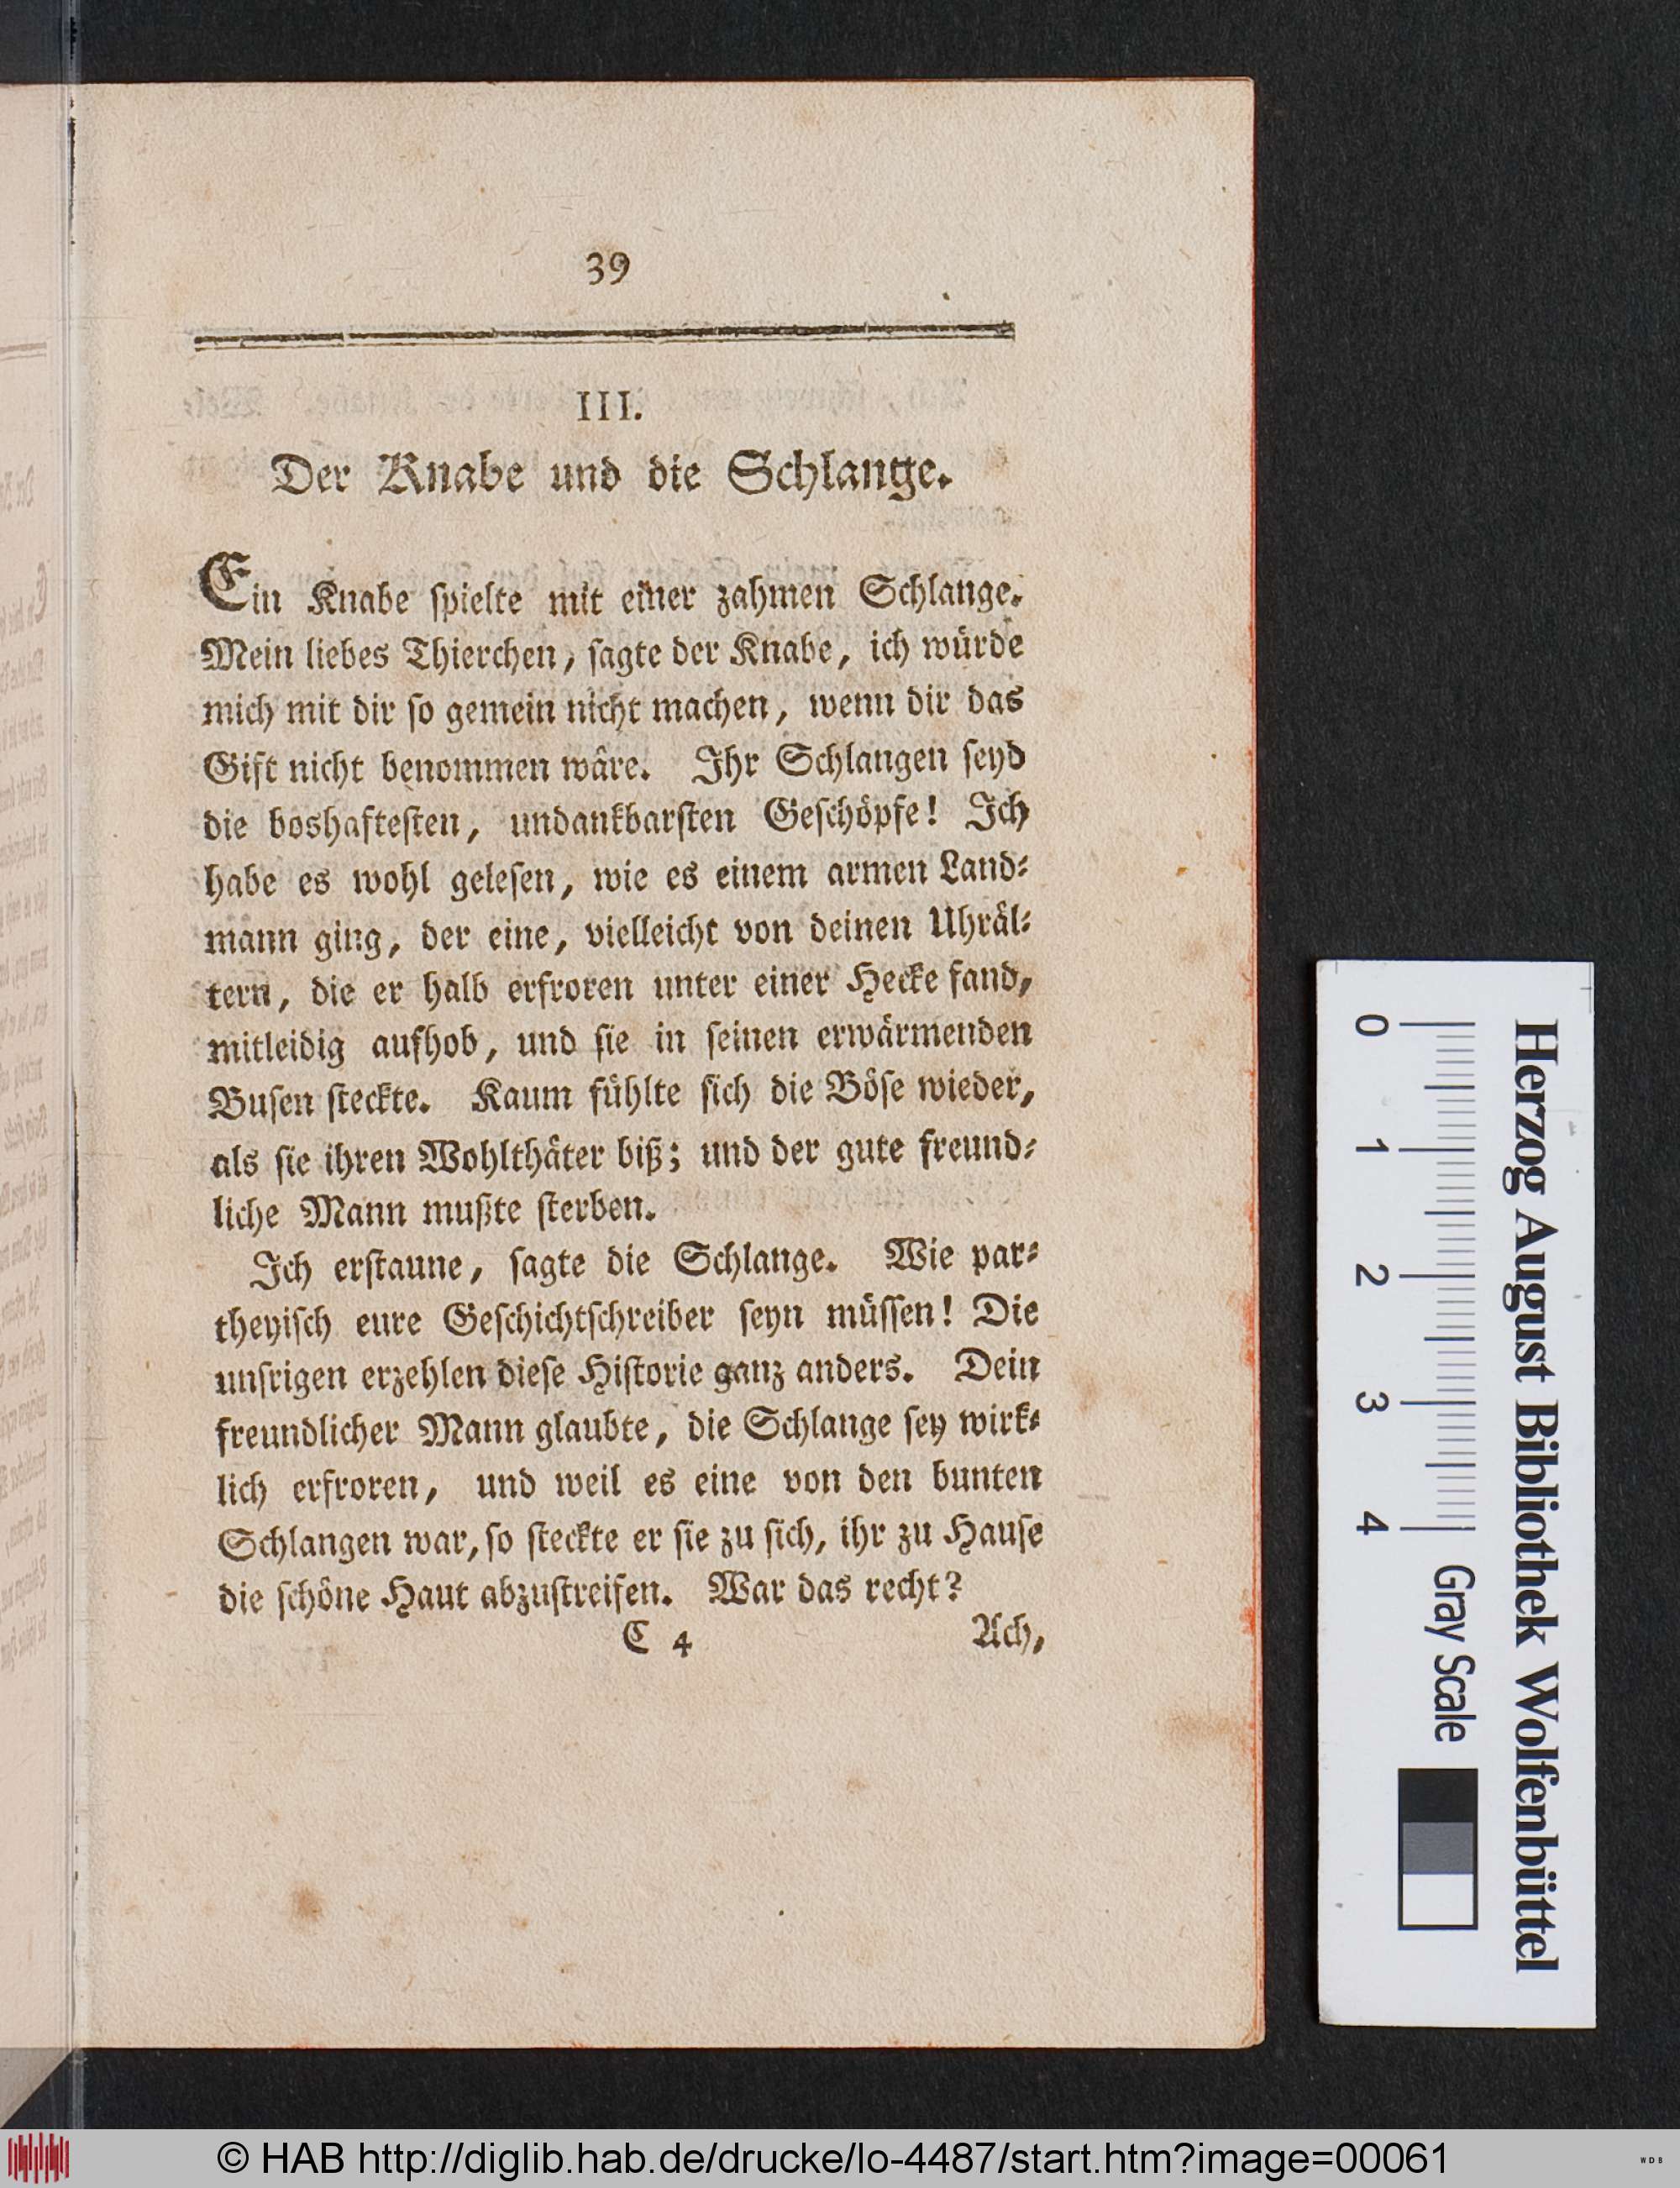 39
III.
Der Knabe und die Schlange.
Ein Knabe ſpielte mit einer zahmen Schlange.
Mein liebes Thierchen, ſagte der Knabe, ich würde
mich mit dir ſo gemein nicht machen, wenn dir das
Gift nicht benommen wäre. Ihr Schlangen ſeyd
die boshafteſten, undankbarſten Geſchöpfe! Ich
habe es wohl geleſen, wie es einem armen Land-
mann ging, der eine, vielleicht von deinen Uhräl-
tern, die er halb erfroren unter einer Hecke fand,
mitleidig aufhob, und ſie in ſeinen erwärmenden
Buſen ſteckte. Kaum fühlte ſich die Böſe wieder,
als ſie ihren Wohlthäter biß; und der gute freund-
liche Mann mußte ſterben.
Ich erſtaune, ſagte die Schlange. Wie par-
theyiſch eure Geſchichtſchreiber ſeyn müſſen! Die
unſrigen erzehlen dieſe Hiſtorie ganz anders. Dein
freundlicher Mann glaubte, die Schlange ſey wirk-
lich erfroren, und weil es eine von den bunten
Schlangen war, ſo ſteckte er ſie zu ſich, ihr zu Hauſe
die ſchöne Haut abzuſtreifen. War das recht?
C 4 Ach,
Herzog August Bibliothek Wolfenbüttel
0 1 2 3 4 Gray Scale
© HAB http://diglib.hab.de/drucke/lo-4487/start.htm?image=00061
WDB